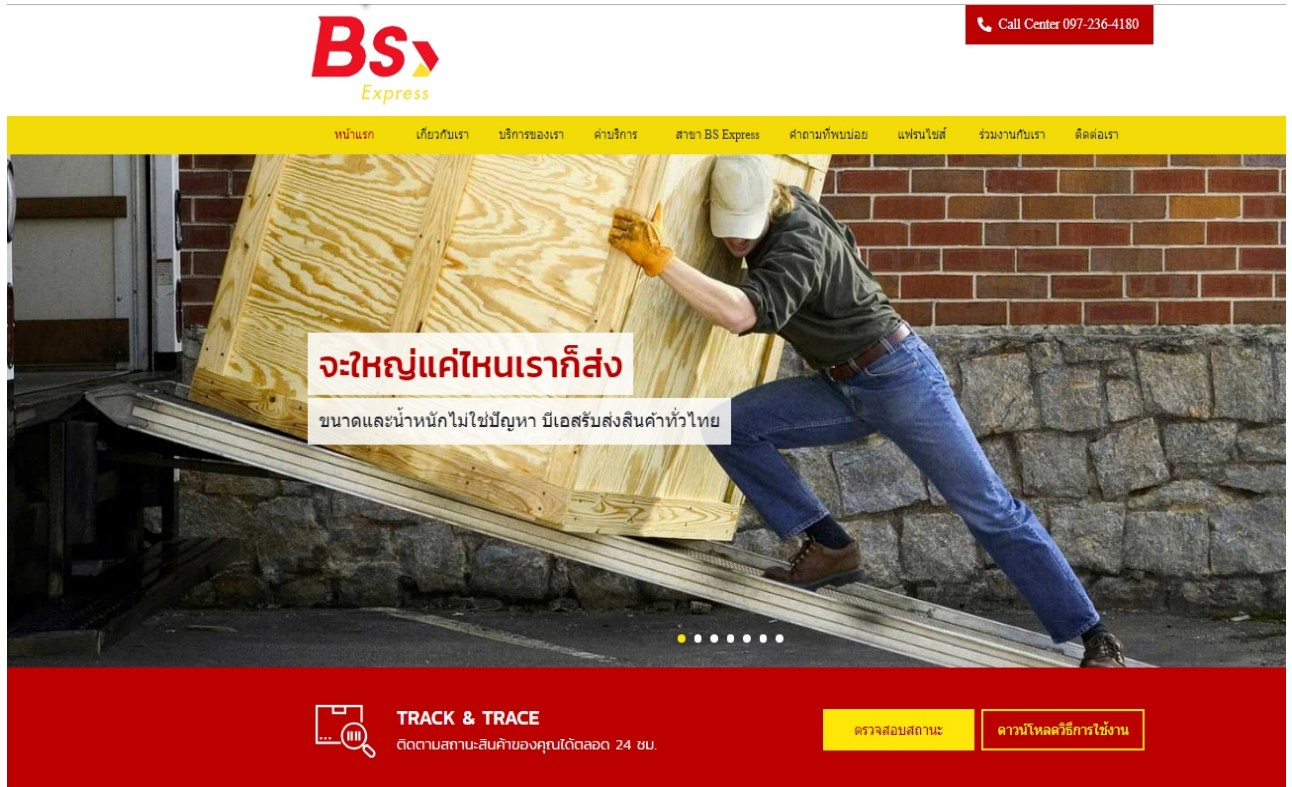 BS
Express
Call Center 097-236-4180
หน้าแรก เกี่ยวกับเรา บริการของเรา ค่าบริการ สาขา BS Express คำถามที่พบบ่อย แฟรนไชส์ ร่วมงานกับเรา ติดต่อเรา
จะใหญ่แค่ไหนเราก็ส่ง
ขนาดและน้ำหนักไม่ใช่ปัญหา บีเอสรับส่งสินค้าทั่วไทย
TRACK & TRACE
ติดตามสถานะสินค้าของคุณได้ตลอด 24 ชม.
ตรวจสอบสถานะ
ดาวน์โหลดวิธีการใช้งาน